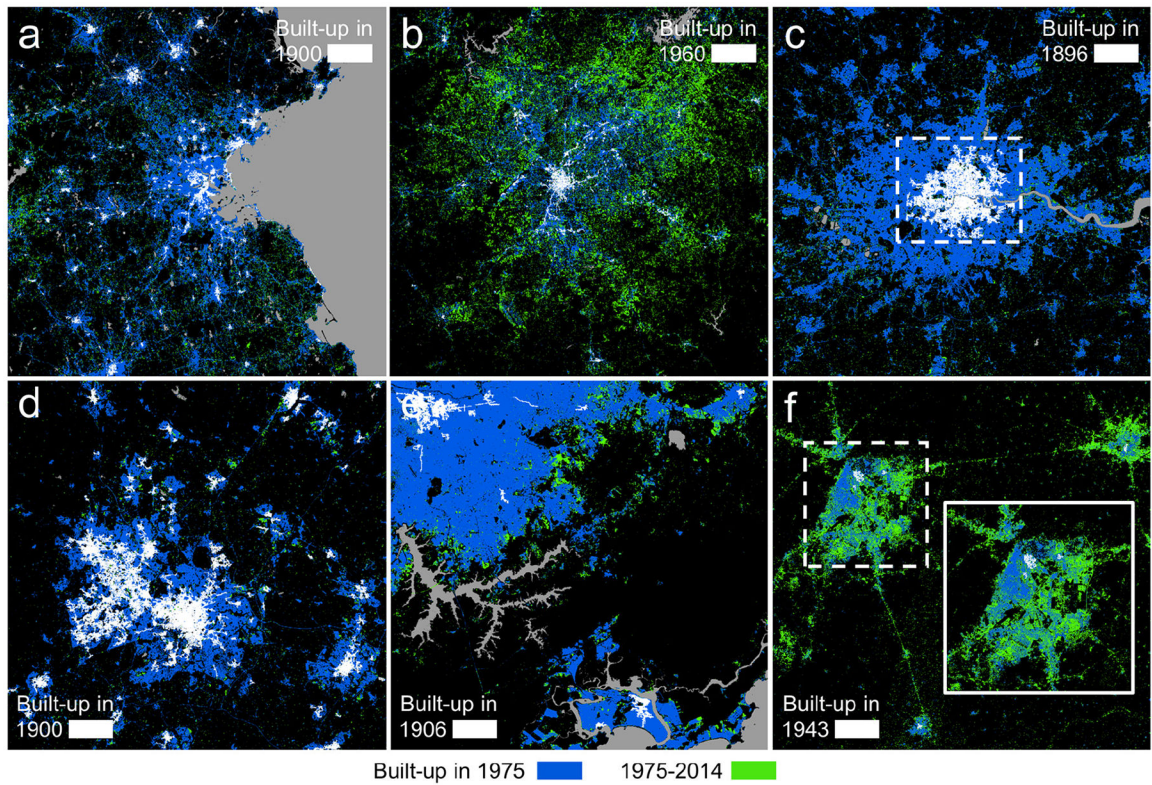 a
Built-up in
1900
b
Built-up in
1960
c
Built-up in
1896
d
Built-up in
1900
e
Built-up in
1906
f
Built-up in
1943
Built-up in 1975
1975-2014